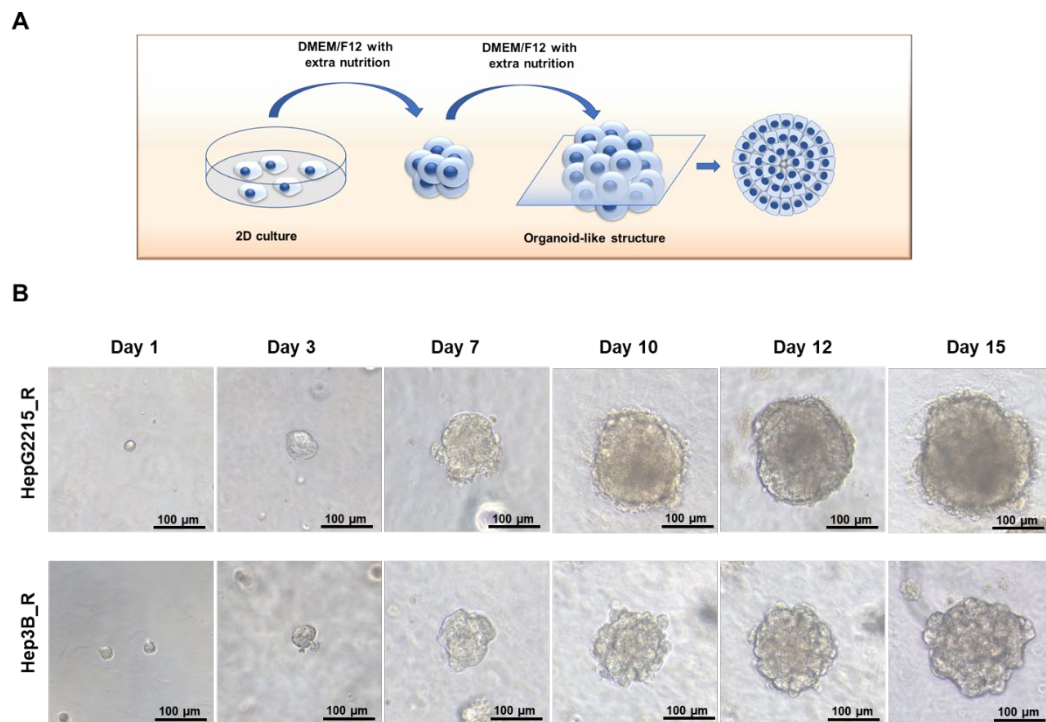 A
DMEM/F12 with
extra nutrition
DMEM/F12 with
extra nutrition
2D culture
Organoid-like structure
B
Day 1
Day 3
Day 7
Day 10
Day 12
Day 15
HepG2215_R
100 μm
100 μm
100 μm
100 μm
100 μm
100 μm
Hep3B_R
100 μm
100 μm
100 μm
100 μm
100 μm
100 μm